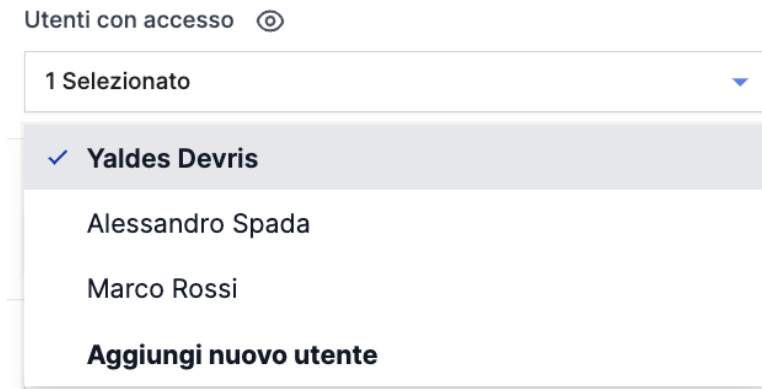 Utenti con accesso
1 Selezionato
Yaldes Devris
Alessandro Spada
Marco Rossi
Aggiungi nuovo utente